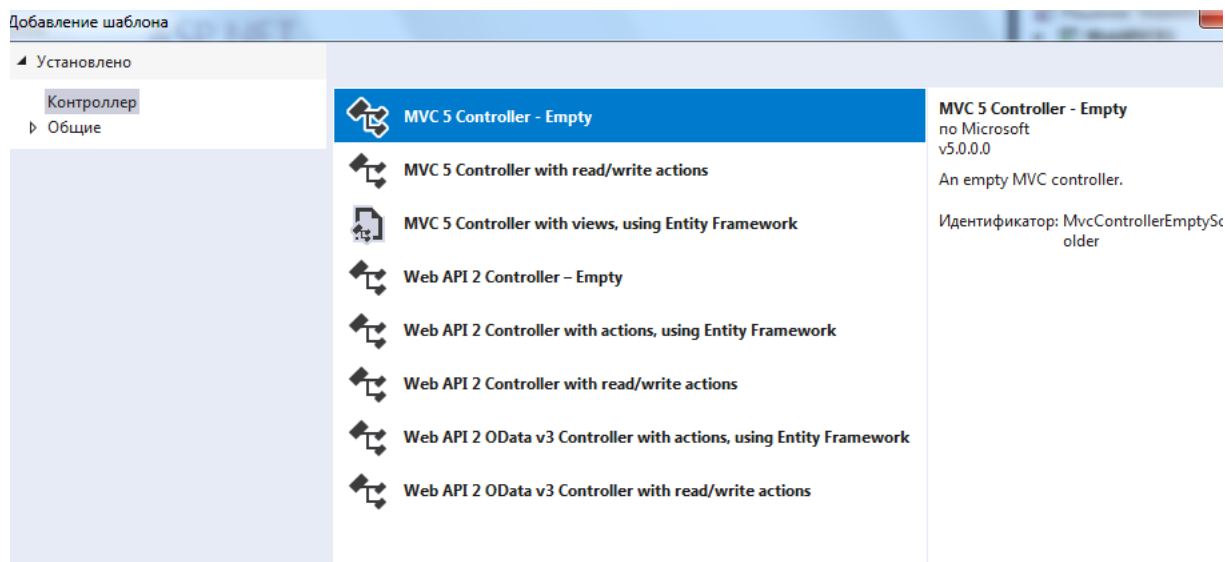 Добавление шаблона
Установлено
Контроллер
Общие
MVC 5 Controller - Empty
MVC 5 Controller with read/write actions
MVC 5 Controller with views, using Entity Framework
Web API 2 Controller – Empty
Web API 2 Controller with actions, using Entity Framework
Web API 2 Controller with read/write actions
Web API 2 OData v3 Controller with actions, using Entity Framework
Web API 2 OData v3 Controller with read/write actions
MVC 5 Controller - Empty
по Microsoft
v5.0.0.0
An empty MVC controller.
Идентификатор: MvcControllerEmptySc
older